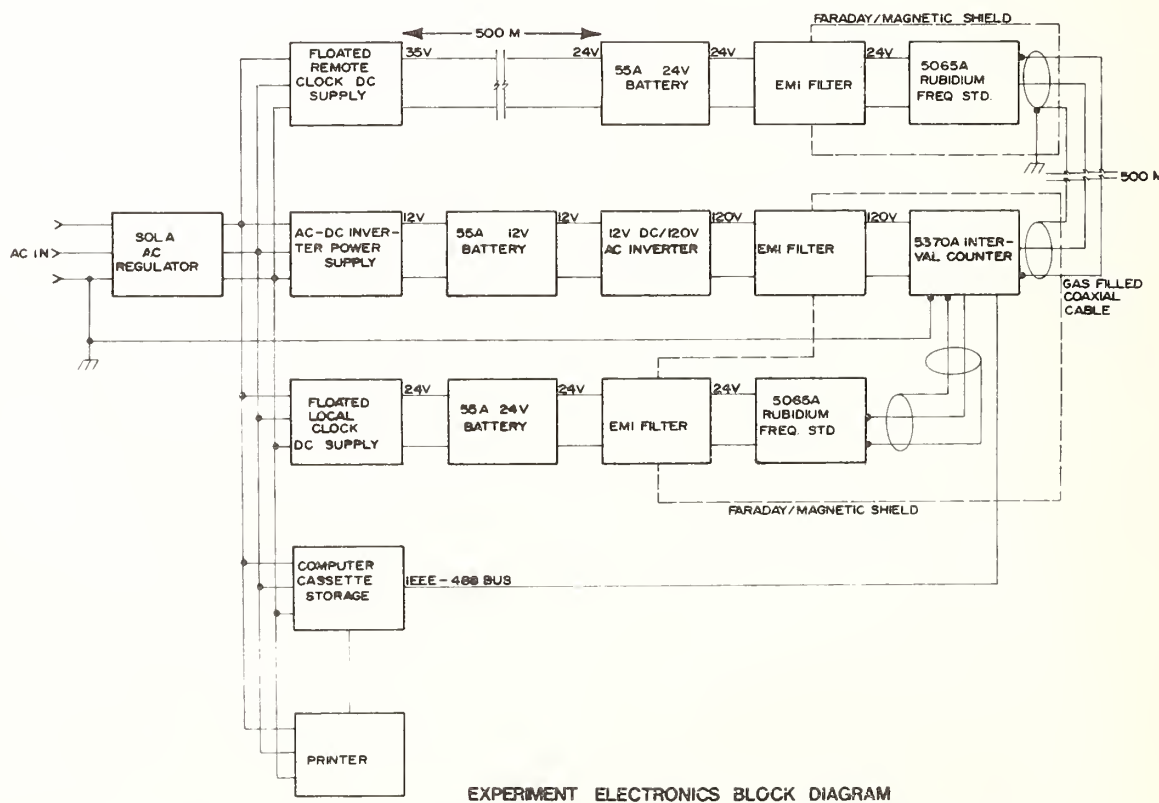 FARADAY/MAGNETIC SHIELD
500 M
FLOATED
REMOTE
CLOCK DC
SUPPLY
35V
24V
55A 24V
BATTERY
24V
EMI FILTER
24V
5065A
RUBIDIUM
FREQ STD.
500 M
AC IN
SOLA
AC
REGULATOR
AC-DC INVER-
TER POWER
SUPPLY
12V
55A 12V
BATTERY
12V
12V DC/120V
AC INVERTER
120V
EMI FILTER
120V
5370A INTER-
VAL COUNTER
GAS FILLED
COAXIAL
CABLE
FLOATED
LOCAL
CLOCK
DC SUPPLY
24V
55A 24V
BATTERY
24V
EMI FILTER
24V
5065A
RUBIDIUM
FREQ. STD
FARADAY/MAGNETIC SHIELD
COMPUTER
CASSETTE
STORAGE
IEEE-488 BUS
PRINTER
EXPERIMENT ELECTRONICS BLOCK DIAGRAM